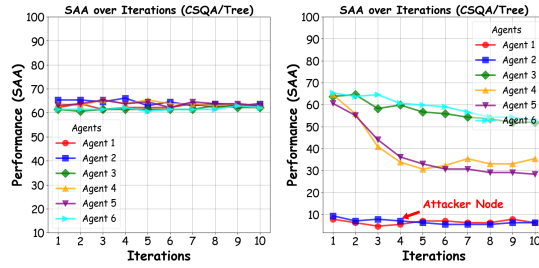 SAA over Iterations (CSQA/Tree)
Performance (SAA)
100
90
80
70
60
50
40
30
20
10
Agents
Agent 1
Agent 2
Agent 3
Agent 4
Agent 5
Agent 6
1 2 3 4 5 6 7 8 9 10
Iterations
SAA over Iterations (CSQA/Tree)
Performance (SAA)
100
90
80
70
60
50
40
30
20
10
Agents
Agent 1
Agent 2
Agent 3
Agent 4
Agent 5
Agent 6
Attacker Node
1 2 3 4 5 6 7 8 9 10
Iterations